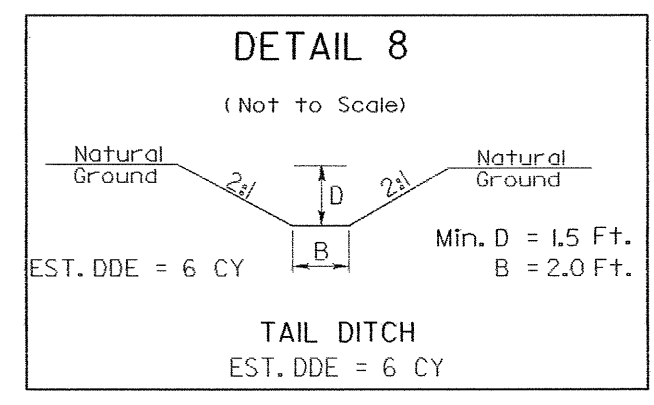 DETAIL 8
(Not to Scale)
Natural Ground
Natural Ground
2:1
D
2:1
B
Min. D = 1.5 Ft.
B = 2.0 Ft.
EST. DDE = 6 CY
TAIL DITCH
EST. DDE = 6 CY